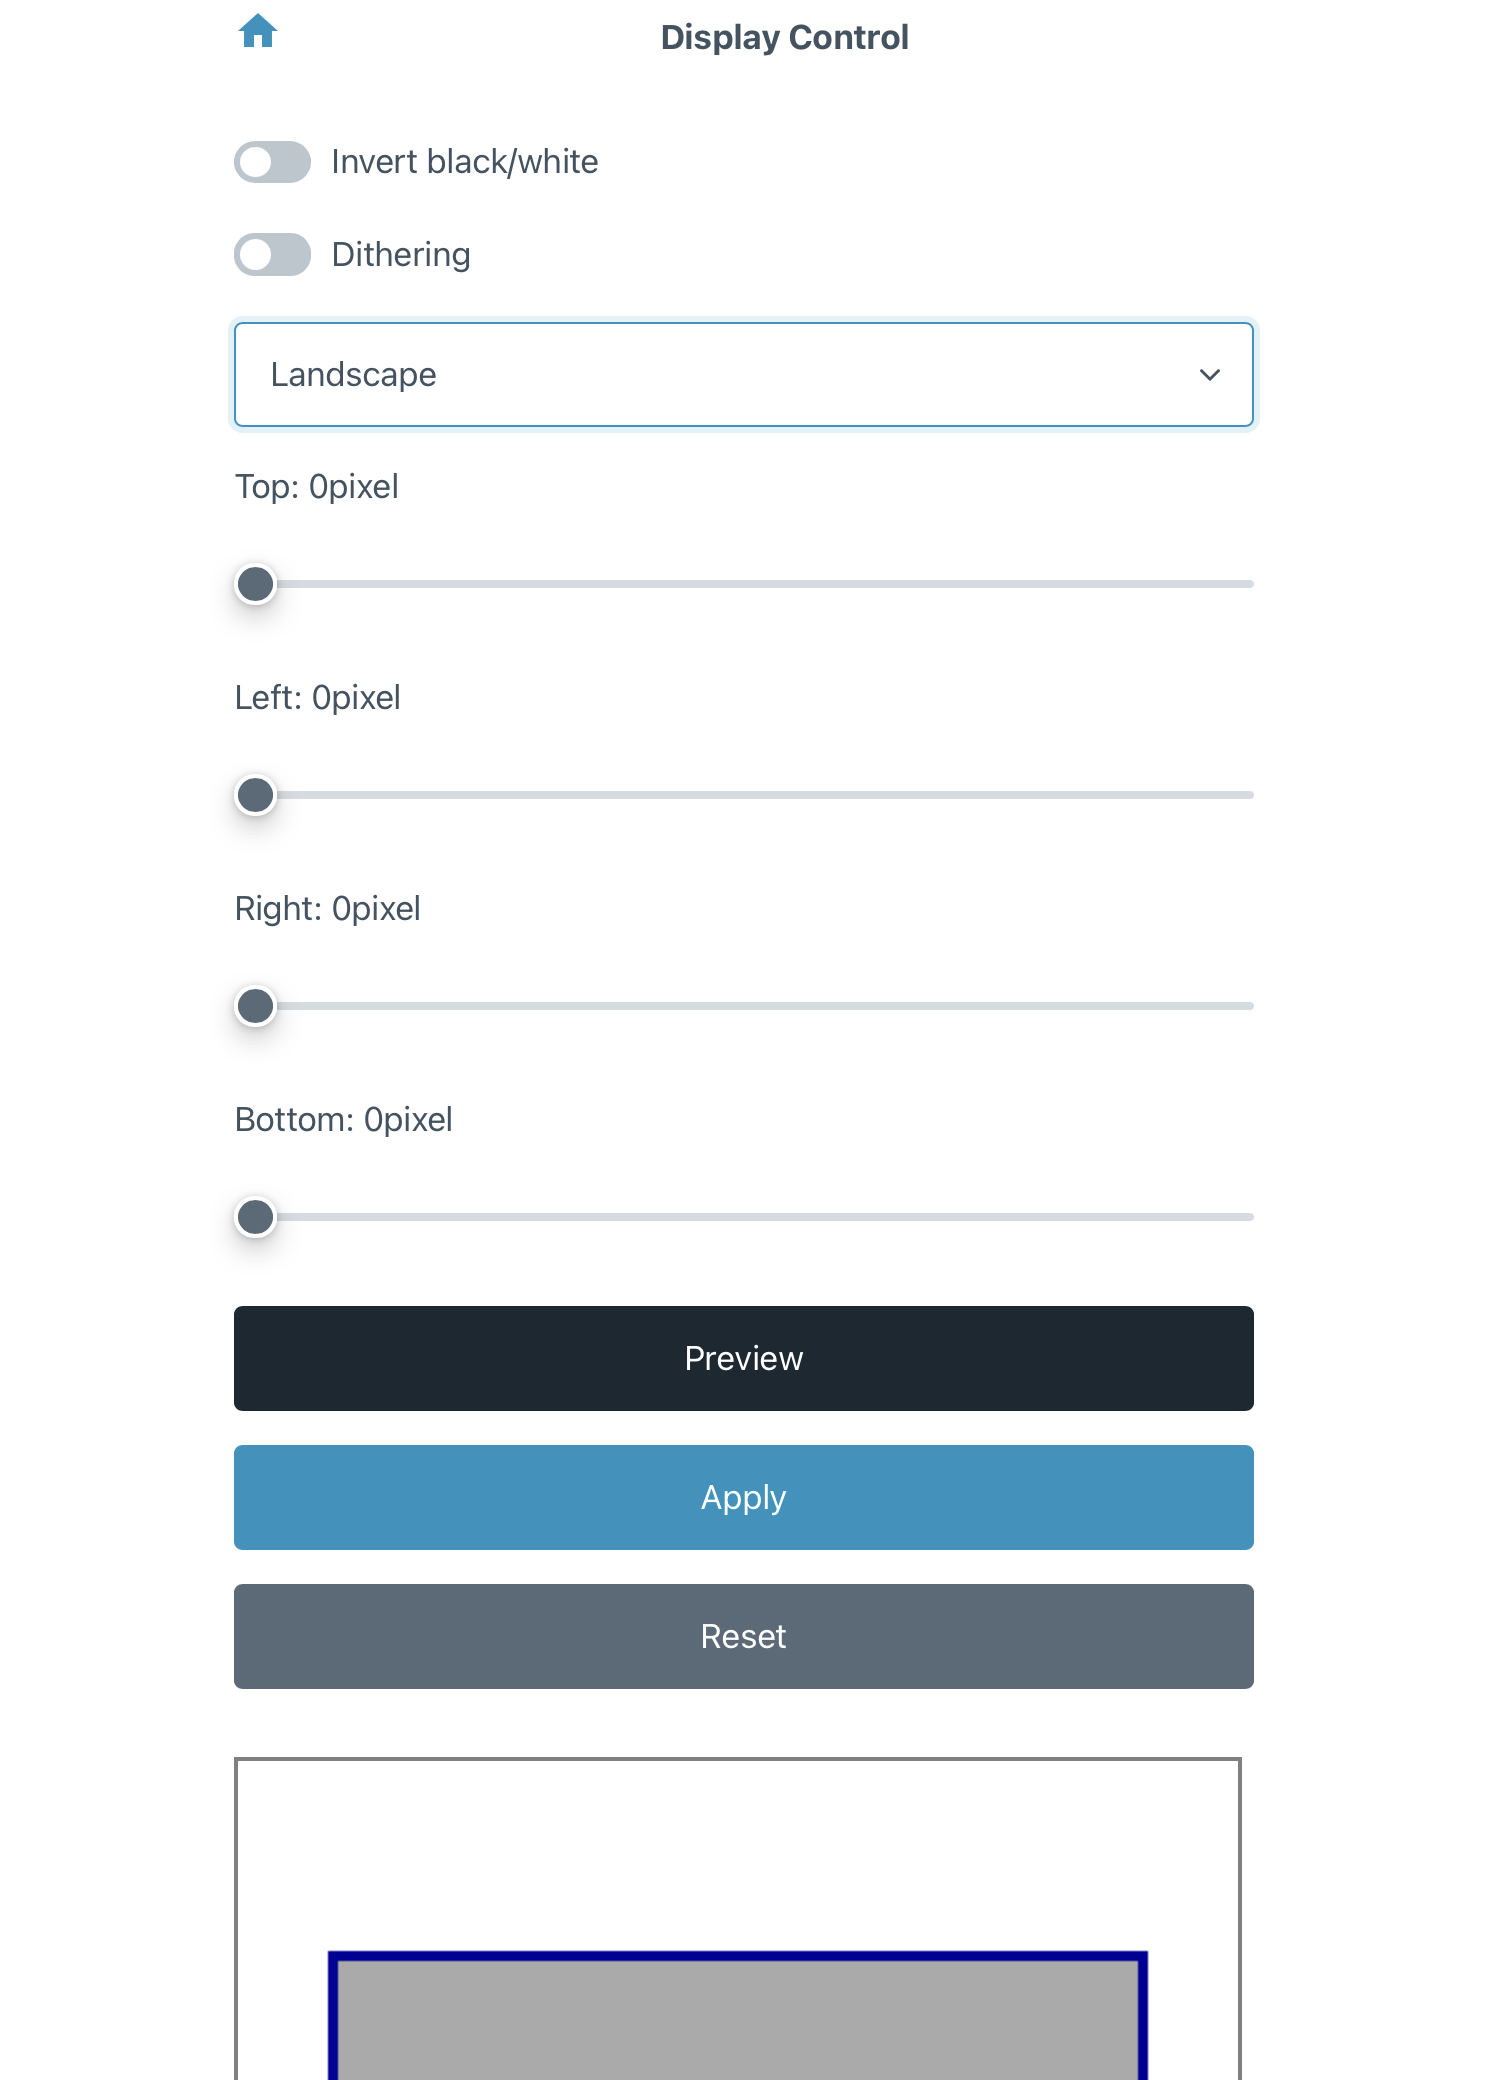 Display Control
Invert black/white
Dithering
Landscape
Top: 0pixel
Left: 0pixel
Right: 0pixel
Bottom: 0pixel
Preview
Apply
Reset